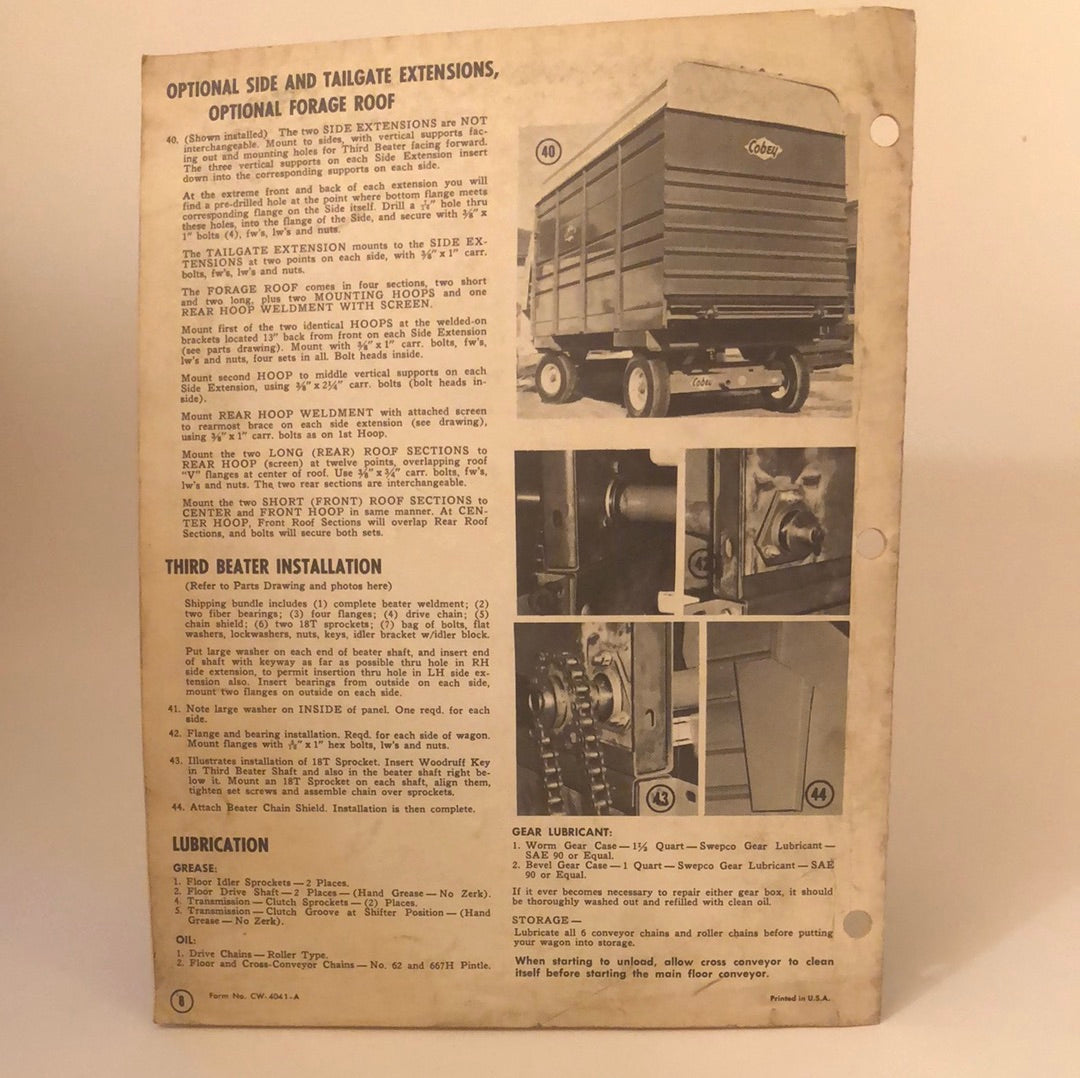 OPTIONAL SIDE AND TAILGATE EXTENSIONS,
OPTIONAL FORAGE ROOF
40. (Shown installed) The two SIDE EXTENSIONS are NOT
interchangeable. Mount to sides, with vertical supports fac-
ing out and mounting holes for Third Beater facing forward.
The three vertical supports on each Side Extension insert
down into the corresponding supports on each side.
At the extreme front and back of each extension you will
find a pre-drilled hole at the point where bottom flange meets
corresponding flange on the Side itself. Drill a hole thru
these holes, into the flange of the Side, and secure with ⅜" x
1" bolts (4), fw's, lw's and nuts.
The TAILGATE EXTENSION mounts to the SIDE EX-
TENSIONS at two points on each side, with ⅜" x 1" carr.
bolts, fw's, lw's and nuts.
The FORAGE ROOF comes in four sections, two short
and two long, plus two MOUNTING HOOPS and one
REAR HOOP WELDMENT WITH SCREEN.
Mount first of the two identical HOOPS at the welded-on
brackets located 13" back from front on each Side Extension
(see parts drawing). Mount with ⅜" x 1" carr. bolts, fw's,
lw's and nuts, four sets in all. Bolt heads inside.
Mount second HOOP to middle vertical supports on each
Side Extension, using ⅜" x 2¼" carr. bolts (bolt heads in-
side).
Mount REAR HOOP WELDMENT with attached screen
to rearmost brace on each side extension (see drawing),
using ⅜" x 1" carr. bolts as on 1st Hoop.
Mount the two LONG (REAR) ROOF SECTIONS to
REAR HOOP (screen) at twelve points, overlapping roof
"V" flanges at center of roof. Use ⅜" x ¾" carr. bolts, fw's,
lw's and nuts. The two rear sections are interchangeable.
Mount the two SHORT (FRONT) ROOF SECTIONS to
CENTER and FRONT HOOP in same manner. At CEN-
TER HOOP, Front Roof Sections will overlap Rear Roof
Sections, and bolts will secure both sets.
THIRD BEATER INSTALLATION
(Refer to Parts Drawing and photos here)
Shipping bundle includes (1) complete beater weldment; (2)
two fiber bearings; (3) four flanges; (4) drive chain; (5)
chain shield; (6) two 18T sprockets; (7) bag of bolts, flat
washers, lockwashers, nuts, keys, idler bracket w/idler block.
Put large washer on each end of beater shaft, and insert end
of shaft with keyway as far as possible thru hole in RH
side extension, to permit insertion thru hole in LH side ex-
tension also. Insert bearings from outside on each side,
mount two flanges on outside on each side.
41. Note large washer on INSIDE of panel. One reqd. for each
side.
42. Flange and bearing installation. Reqd. for each side of wagon.
Mount flanges with x 1" hex bolts, lw's and nuts.
43. Illustrates installation of 18T Sprocket. Insert Woodruff Key
in Third Beater Shaft and also in the beater shaft right be-
low it. Mount an 18T Sprocket on each shaft, align them,
tighten set screws and assemble chain over sprockets.
44. Attach Beater Chain Shield. Installation is then complete.
LUBRICATION
GREASE:
1. Floor Idler Sprockets — 2 Places.
2. Floor Drive Shaft — 2 Places — (Hand Grease — No Zerk).
4. Transmission — Clutch Sprockets — (2) Places.
5. Transmission — Clutch Groove at Shifter Position — (Hand
Grease — No Zerk).
OIL:
1. Drive Chains — Roller Type.
2. Floor and Cross-Conveyor Chains — No. 62 and 667H Pintle.
8
Form No. CW-4041-A
40
Cobey
Cobey
42
43
44
GEAR LUBRICANT:
1. Worm Gear Case — 1½ Quart — Swepco Gear Lubricant —
SAE 90 or Equal.
2. Bevel Gear Case — 1 Quart — Swepco Gear Lubricant — SAE
90 or Equal.
If it ever becomes necessary to repair either gear box, it should
be thoroughly washed out and refilled with clean oil.
STORAGE —
Lubricate all 6 conveyor chains and roller chains before putting
your wagon into storage.
When starting to unload, allow cross conveyor to clean
itself before starting the main floor conveyor.
Printed in U.S.A.